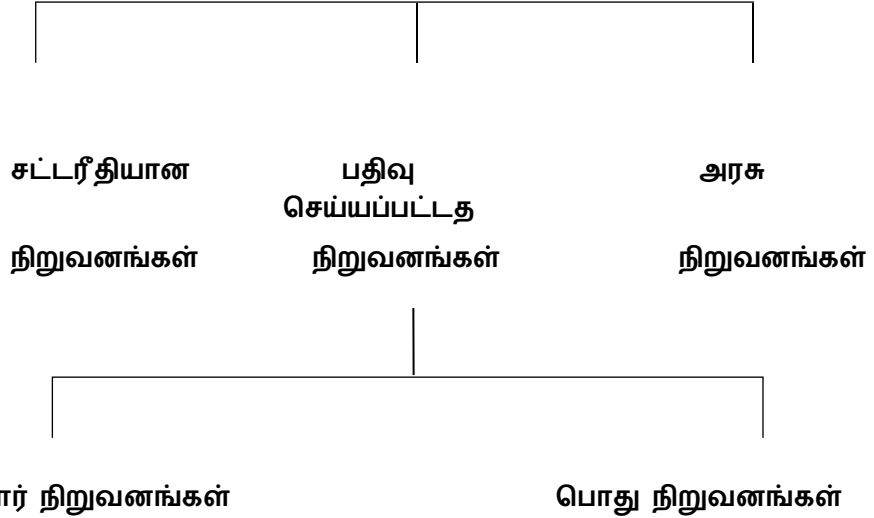 சட்டரீதியான பதிவு அரசு
செய்யப்பட்டத
நிறுவனங்கள் நிறுவனங்கள் நிறுவனங்கள்
நிறுவனங்கள் பொது நிறுவனங்கள்